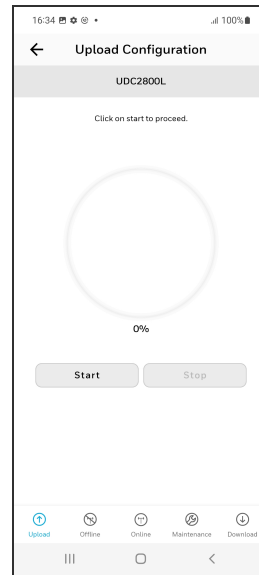 16:34 100%
Upload Configuration
UDC2800L
Click on start to proceed.
0%
Start Stop
Upload Offline Online Maintenance Download